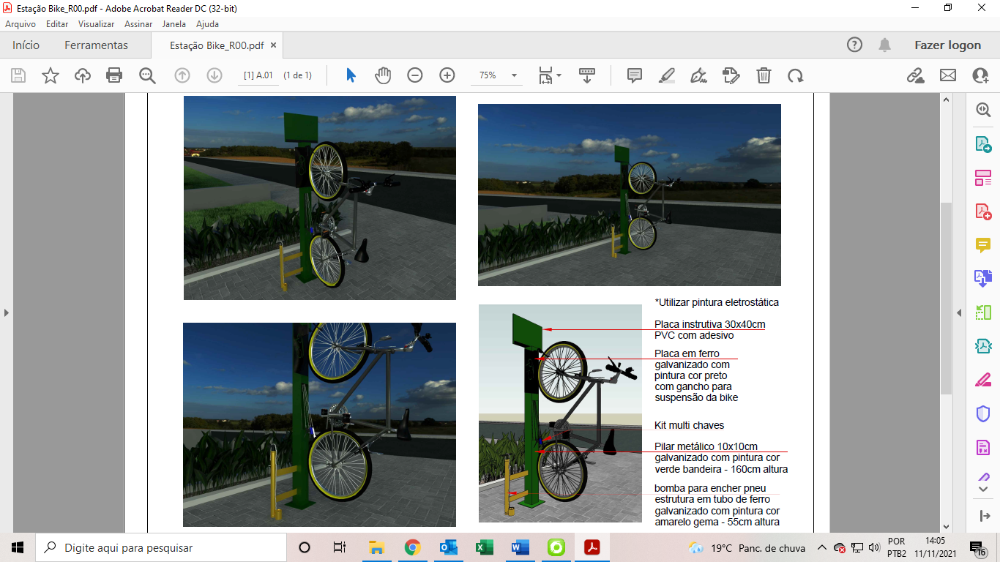 Estação Bike_R00.pdf - Adobe Acrobat Reader DC (32-bit)
Arquivo Editar Visualizar Assinar Janela Ajuda
Início Ferramentas Estação Bike_R00.pdf × Fazer logon
[1] A.01 (1 de 1) 75%
*Utilizar pintura eletrostática
Placa instrutiva 30x40cm
PVC com adesivo
Placa em ferro
galvanizado com
pintura cor preto
com gancho para
suspensão da bike
Kit multi chaves
Pilar metálico 10x10cm
galvanizado com pintura cor
verde bandeira - 160cm altura
bomba para encher pneu
estrutura em tubo de ferro
galvanizado com pintura cor
amarelo gema - 55cm altura
Digite aqui para pesquisar
19°C Panc. de chuva
POR
PTB2
14:05
11/11/2021
16